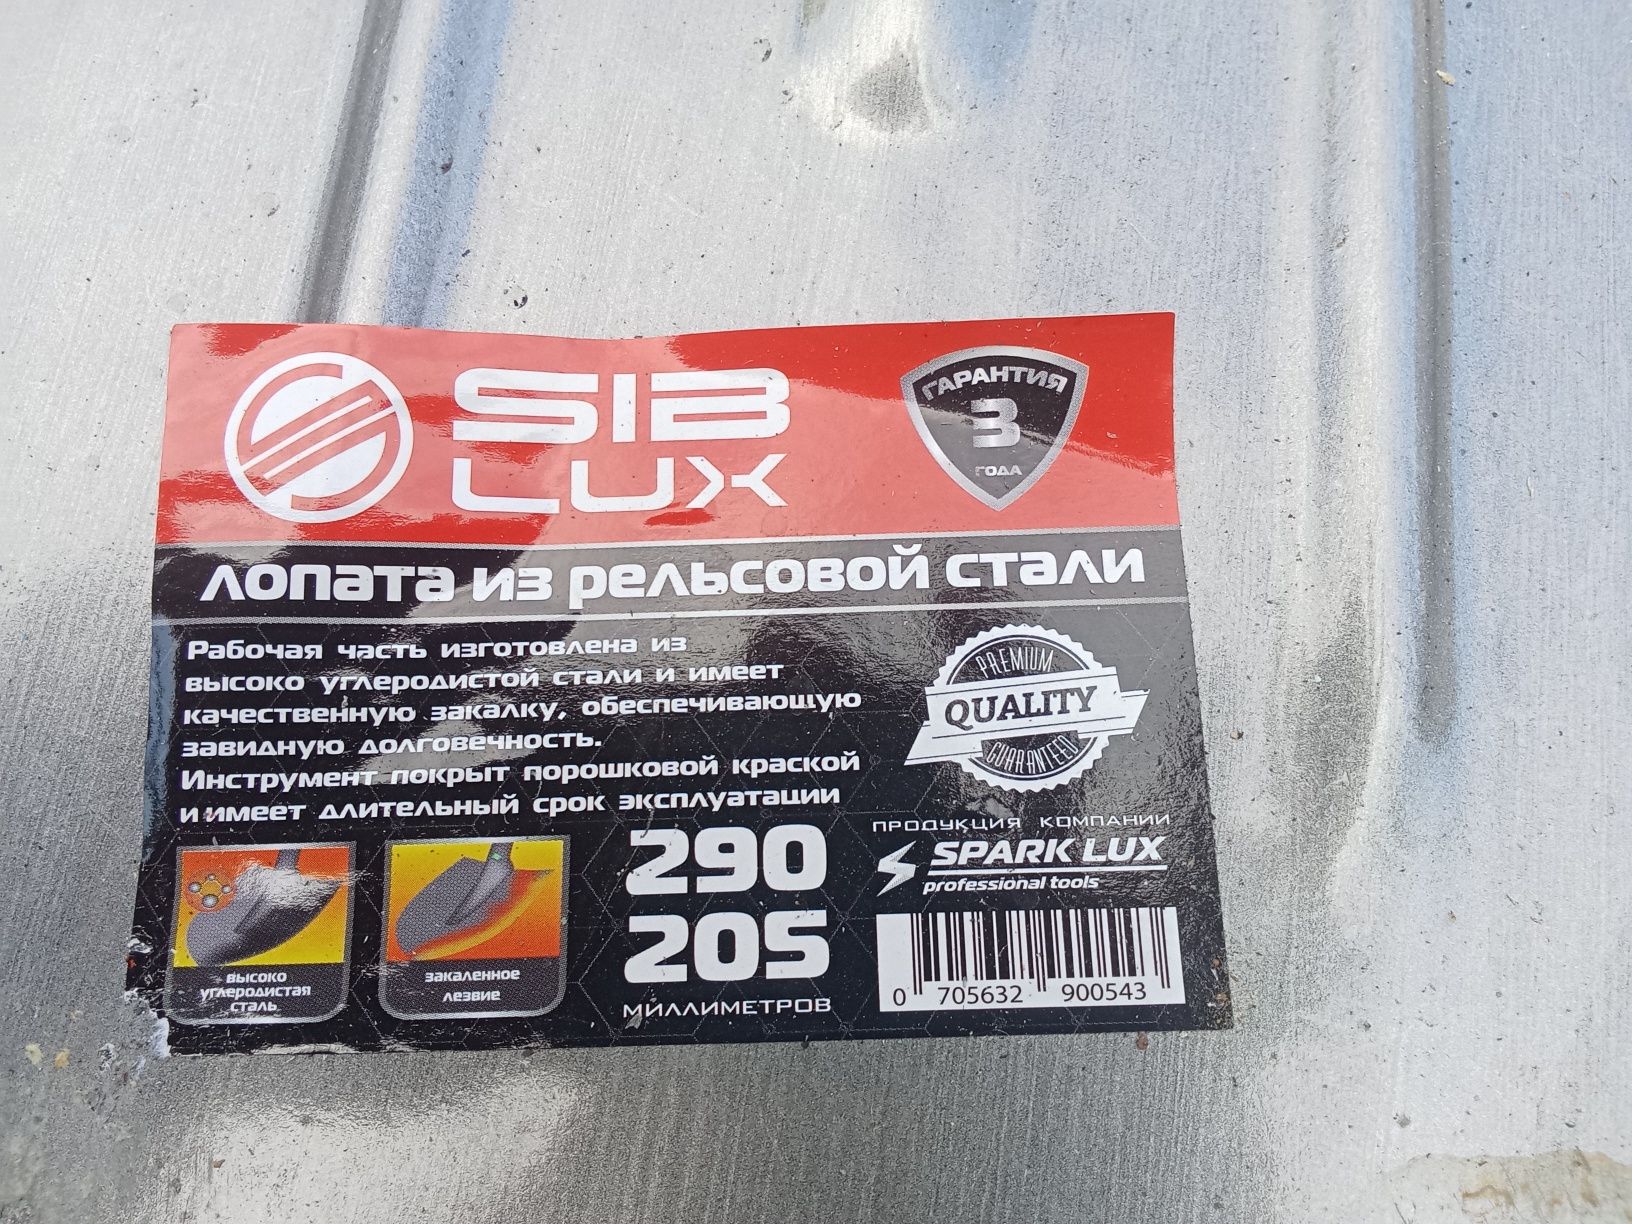 SIB
LUX
ГАРАНТИЯ
3
ГОДА
лопата из рельсовой стали
Рабочая часть изготовлена из
высоко углеродистой стали и имеет
качественную закалку, обеспечивающую
завидную долговечность.
Инструмент покрыт порошковой краской
и имеет длительный срок эксплуатации
PREMIUM
QUALITY
GUARANTEED
высоко
углеродистая
сталь
закаленное
лезвие
290
205
МИЛЛИМЕТРОВ
ПРОДУКЦИЯ КОМПАНИИ
SPARK LUX
professional tools
0 705632 900543